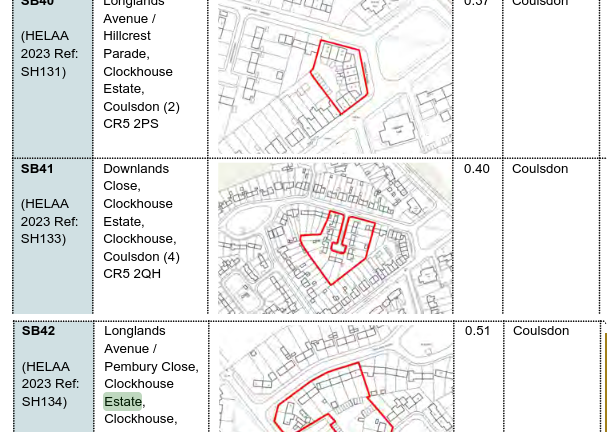 SB40
(HELAA
2023 Ref:
SH131)
Longlands
Avenue /
Hillcrest
Parade,
Clockhouse
Estate,
Coulsdon (2)
CR5 2PS
0.37
Coulsdon
SB41
(HELAA
2023 Ref:
SH133)
Downlands
Close,
Clockhouse
Estate,
Clockhouse,
Coulsdon (4)
CR5 2QH
0.40
Coulsdon
SB42
(HELAA
2023 Ref:
SH134)
Longlands
Avenue /
Pembury Close,
Clockhouse
Estate,
Clockhouse,
0.51
Coulsdon